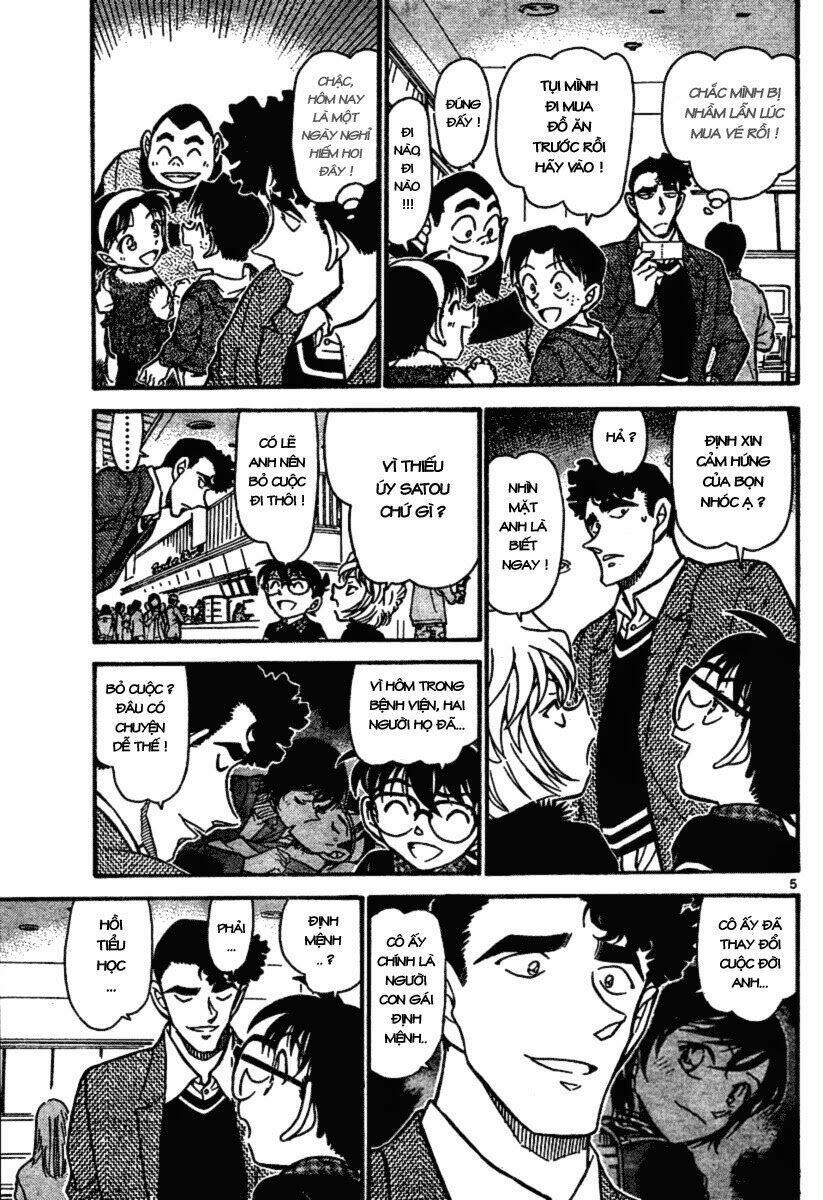 CHẮC MÌNH BỊ
NHẦM LẪN LÚC
MUA VÉ RỒI !
TỤI MÌNH
ĐI MUA
ĐỒ ĂN
TRƯỚC RỒI
HÃY VÀO !
ĐÚNG
ĐẤY !
ĐI
NÀO,
ĐI
NÀO
!!!
CHẬC,
HÔM NAY
LÀ MỘT
NGÀY NGHỈ
HIẾM HOI
ĐÂY !
ĐỊNH XIN
CẢM HỨNG
CỦA BỌN
NHÓC Ạ ?
HẢ ?
NHÌN
MẶT
ANH LÀ
BIẾT
NGAY !
VÌ THIẾU
ÚY SATOU
CHỨ GÌ ?
CÓ LẼ
ANH NÊN
BỎ CUỘC
ĐI THÔI !
........
VÌ HÔM TRONG
BỆNH VIỆN, HAI
NGƯỜI HỌ ĐÃ...
BỎ CUỘC ?
ĐÂU CÓ
CHUYỆN
DỄ THẾ !
5
CÔ ẤY ĐÃ
THAY ĐỔI
CUỘC ĐỜI
ANH...
CÔ ẤY
CHÍNH LÀ
NGƯỜI
CON GÁI
ĐỊNH
MỆNH..
ĐỊNH
MỆNH
..?
PHẢI
...
HỒI
TIỂU
HỌC
...